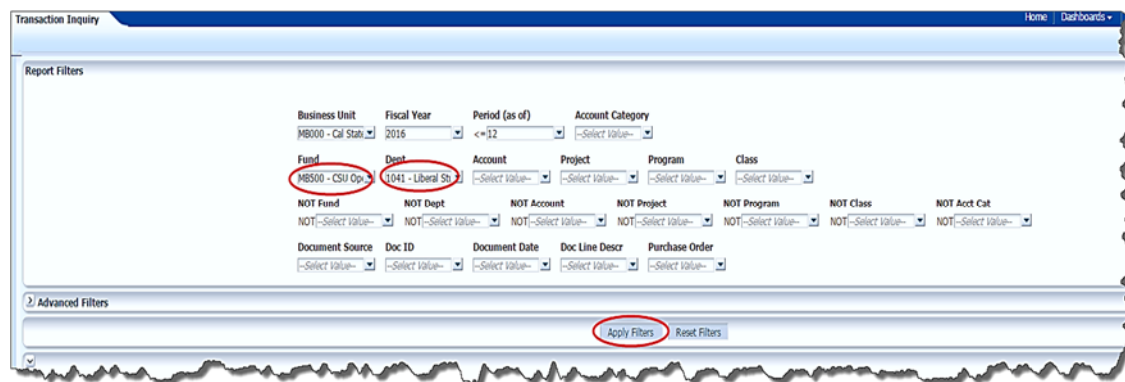 Transaction Inquiry Home Dashboards
Report Filters
Business Unit Fiscal Year Period (as of) Account Category
MB000 - Cal State 2016 <= 12 --Select Value--
Fund Dept Account Project Program Class
MB500 - CSU Ope 1041 - Liberal Stu --Select Value-- --Select Value-- --Select Value-- --Select Value--
NOT Fund NOT Dept NOT Account NOT Project NOT Program NOT Class NOT Acct Cat
NOT --Select Value-- NOT --Select Value-- NOT --Select Value-- NOT --Select Value-- NOT --Select Value-- NOT --Select Value-- NOT --Select Value--
Document Source Doc ID Document Date Doc Line Descr Purchase Order
--Select Value-- --Select Value-- --Select Value-- --Select Value-- --Select Value--
Advanced Filters
Apply Filters Reset Filters